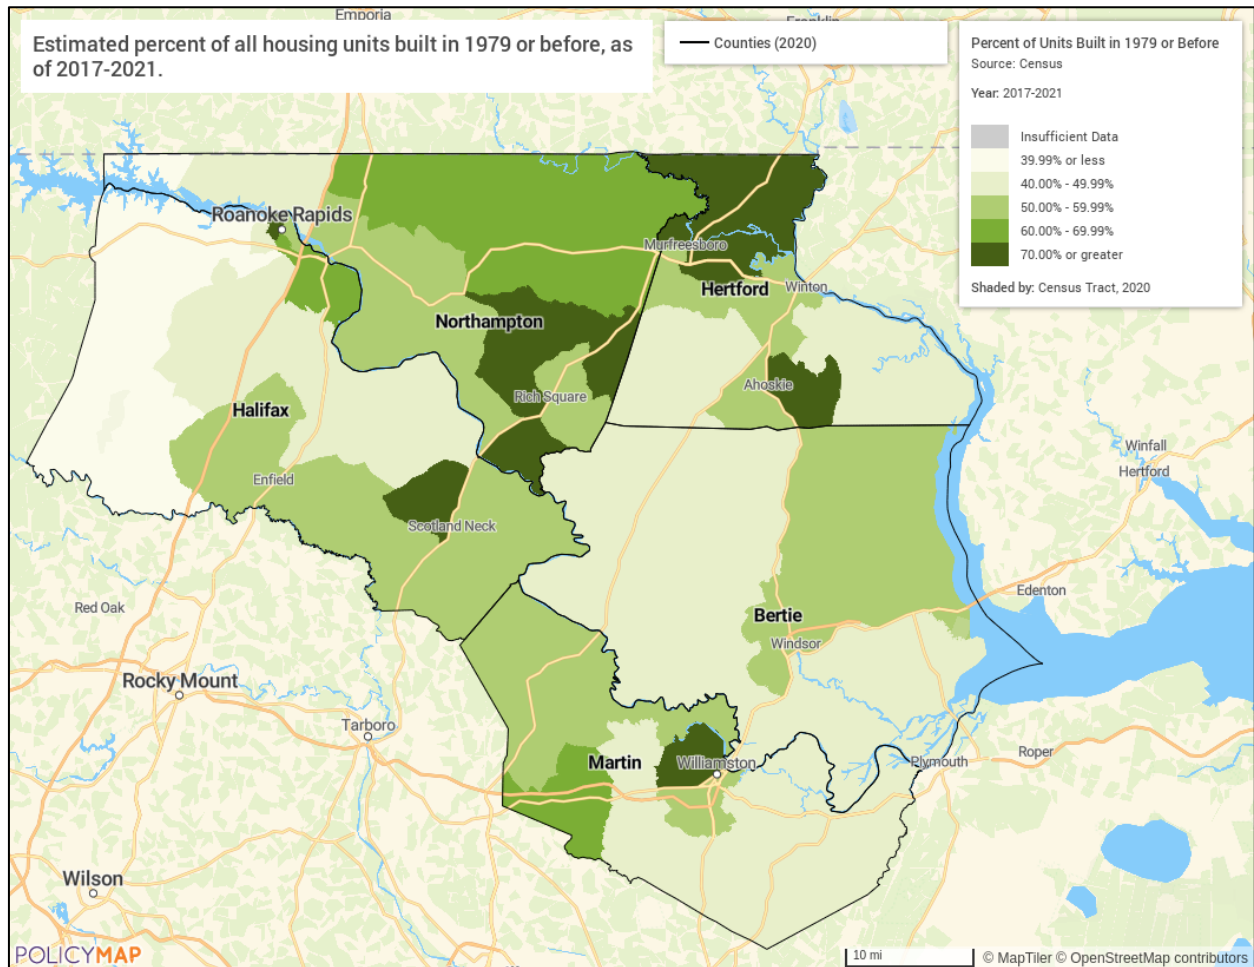 Emporia
Franklin
Estimated percent of all housing units built in 1979 or before, as
of 2017-2021.
Counties (2020)
Percent of Units Built in 1979 or Before
Source: Census
Year: 2017-2021
Insufficient Data
39.99% or less
40.00% - 49.99%
50.00% - 59.99%
60.00% - 69.99%
70.00% or greater
Shaded by: Census Tract, 2020
Roanoke Rapids
Murfreesboro
Hertford
Winton
Northampton
Ahoskie
Rich Square
Halifax
Winfall
Hertford
Enfield
Scotland Neck
Edenton
Red Oak
Bertie
Windsor
Rocky Mount
Tarboro
Roper
Martin
Williamston
Plymouth
Wilson
POLICYMAP
10 mi
© MapTiler © OpenStreetMap contributors